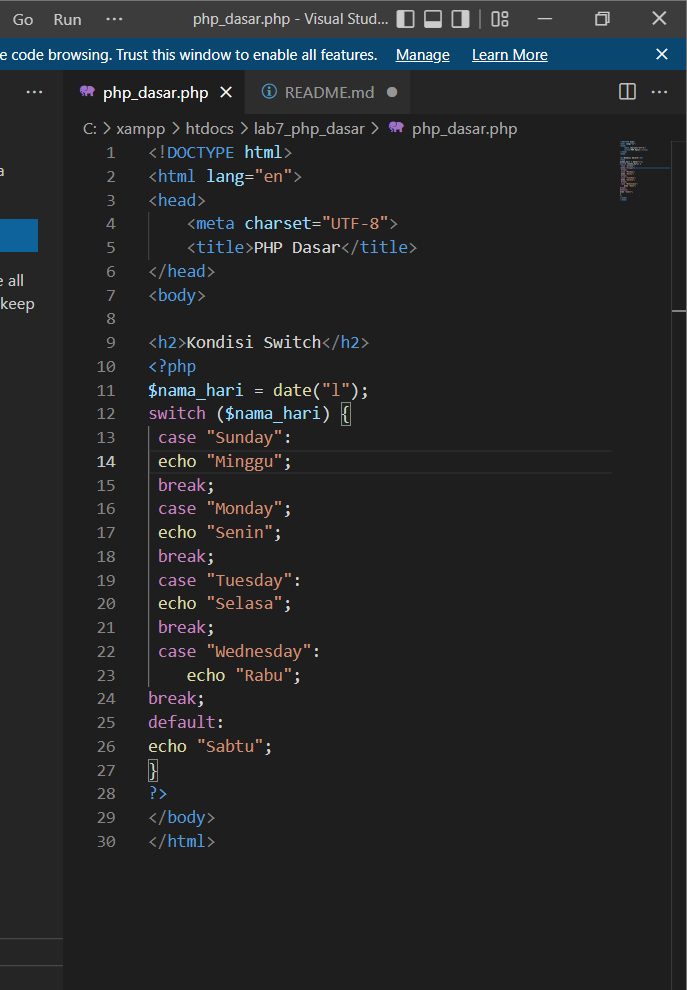 Go Run ··· php_dasar.php - Visual Stud...
e code browsing. Trust this window to enable all features. Manage Learn More
··· php_dasar.php README.md ···
C: > xampp > htdocs > lab7_php_dasar > php_dasar.php
a
e all
keep
1 <!DOCTYPE html>
2 <html lang="en">
3 <head>
4 <meta charset="UTF-8">
5 <title>PHP Dasar</title>
6 </head>
7 <body>
8
9 <h2>Kondisi Switch</h2>
10 <?php
11 $nama_hari = date("l");
12 switch ($nama_hari) {
13 case "Sunday":
14 echo "Minggu";
15 break;
16 case "Monday";
17 echo "Senin";
18 break;
19 case "Tuesday":
20 echo "Selasa";
21 break;
22 case "Wednesday":
23 echo "Rabu";
24 break;
25 default:
26 echo "Sabtu";
27 }
28 ?>
29 </body>
30 </html>